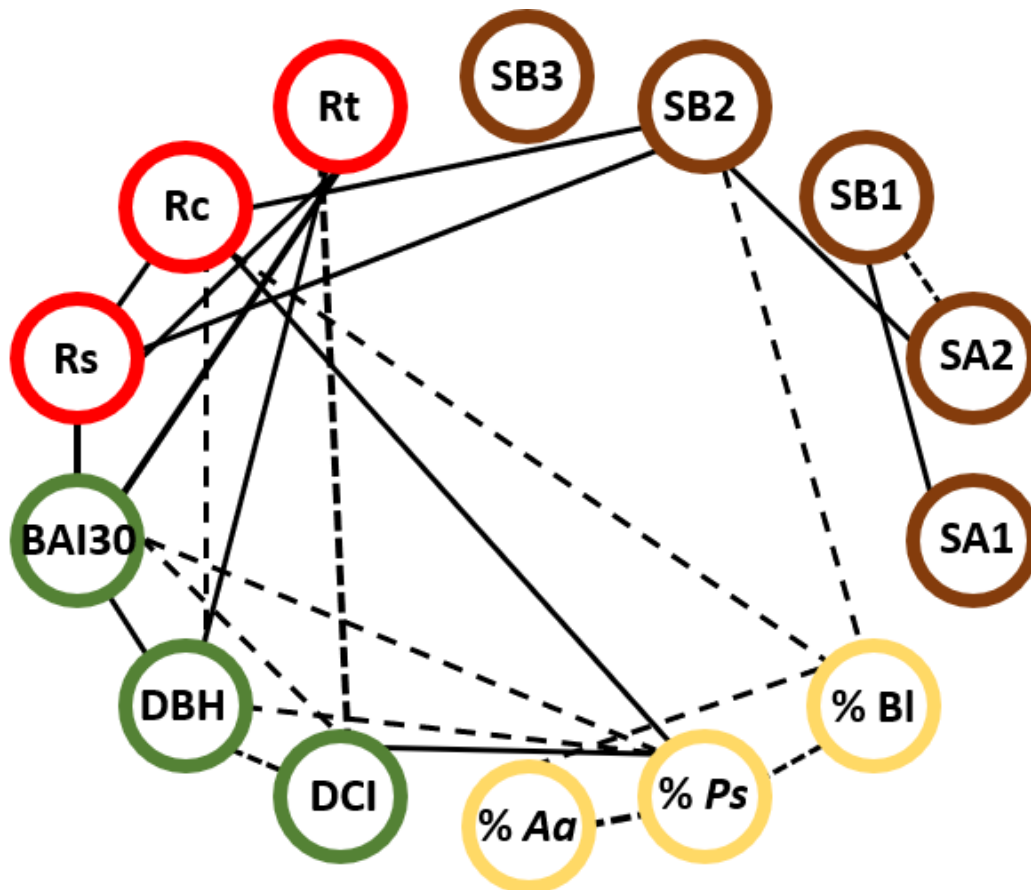 SB3
Rt
SB2
Rc
SB1
Rs
SA2
BAI30
SA1
DBH
% Bl
DCI
% Ps
% Aa